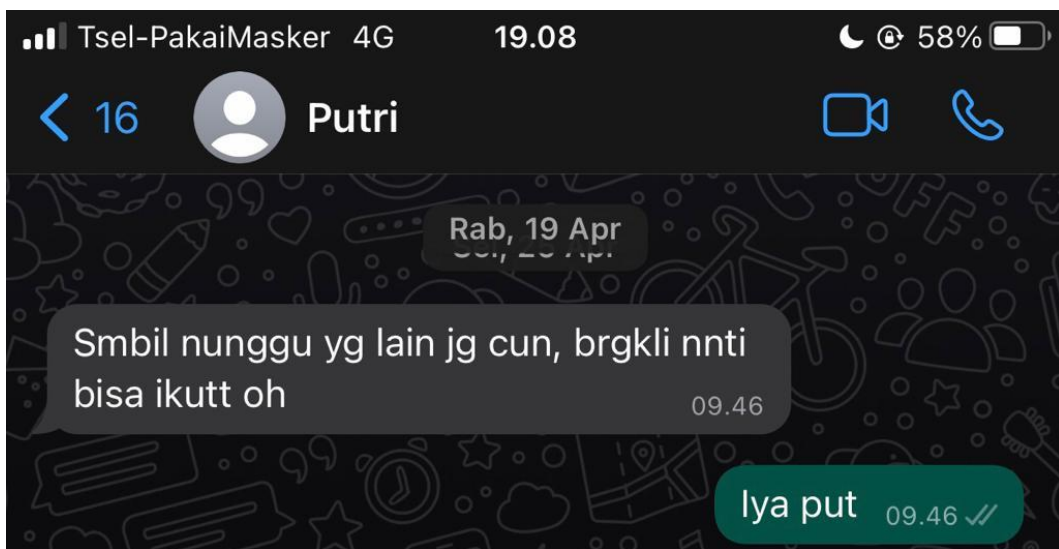 Tsel-PakaiMasker 4G 19.08 58%
16 Putri
Rab, 19 Apr
Smbil nunggu yg lain jg cun, brgkli nnti
bisa ikutt oh
09.46
Iya put 09.46